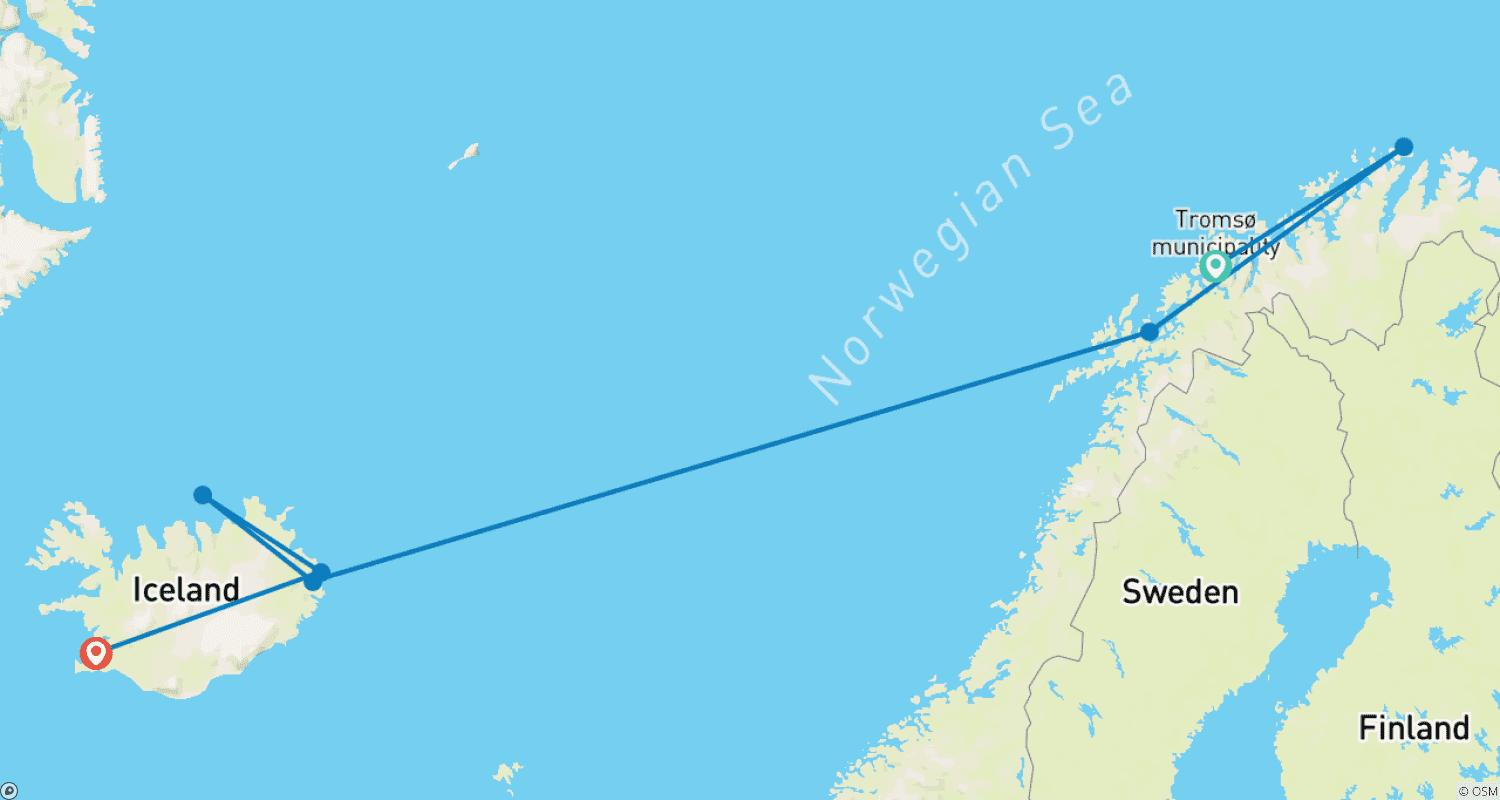 Norwegian Sea
Tromsø
municipality
Iceland
Sweden
Finland
© OSM